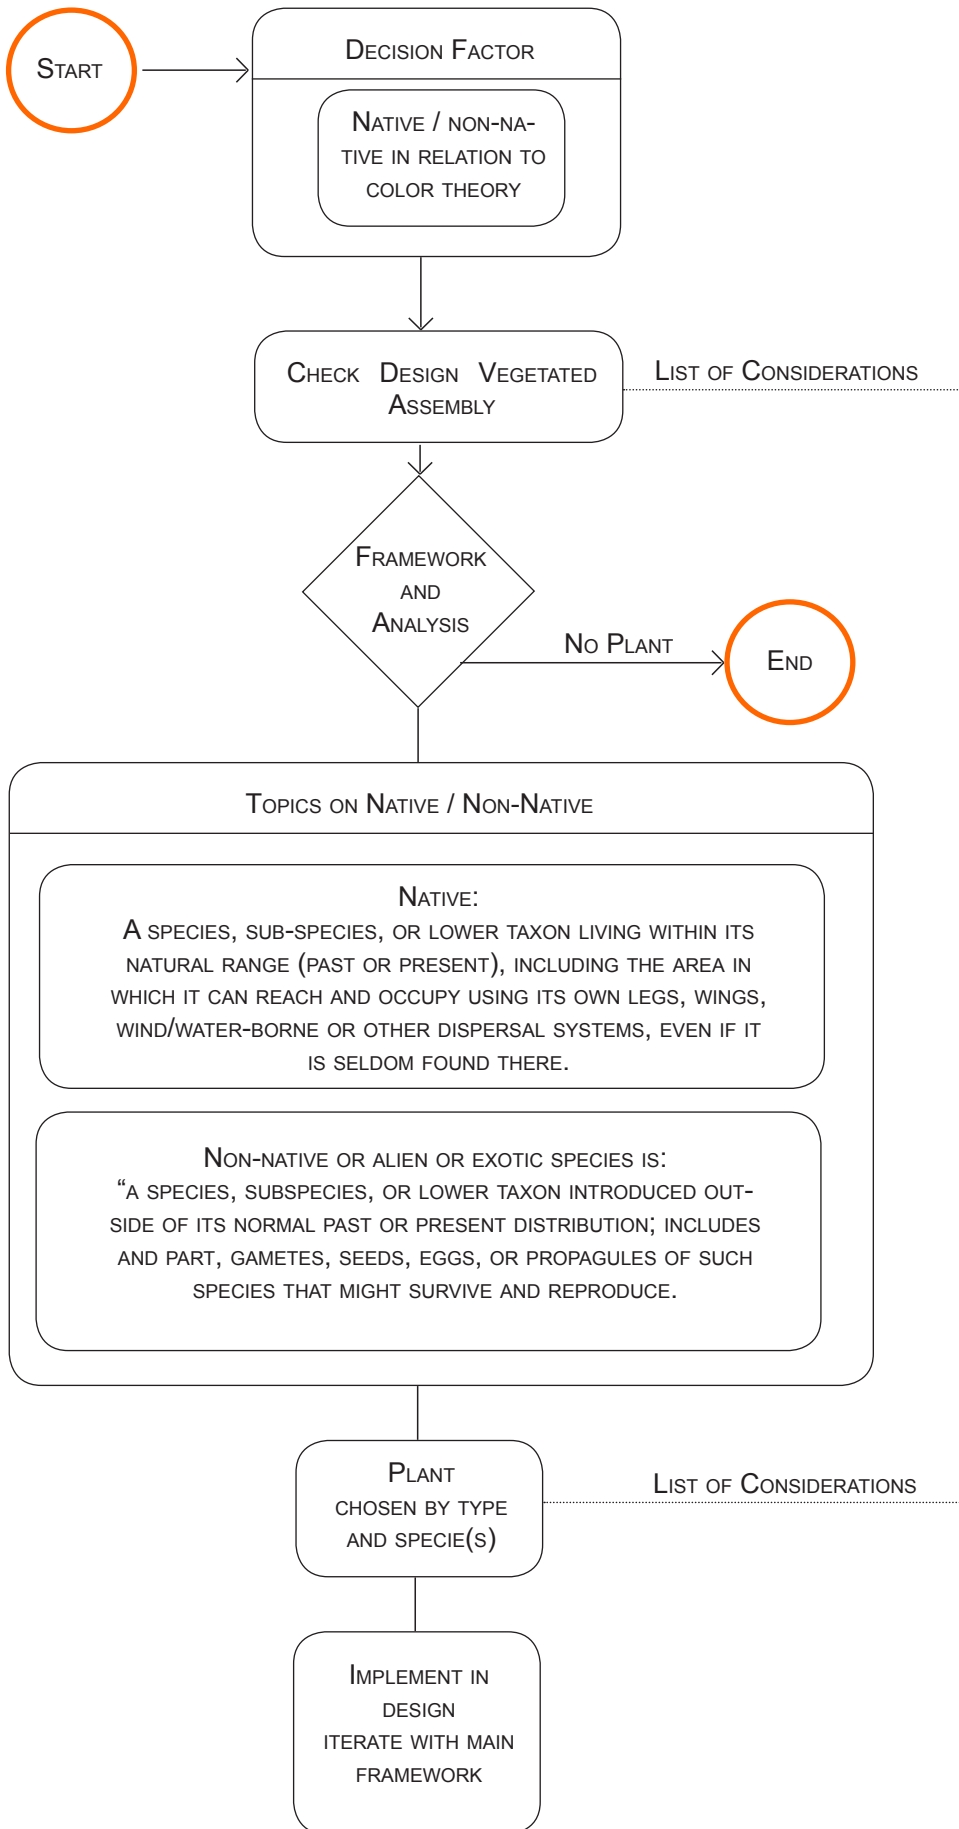 Start
Decision Factor
Native / non-na-
tive in relation to
color theory
Check Design Vegetated
Assembly
List of Considerations
Framework
and
Analysis
No Plant
End
Topics on Native / Non-Native
Native:
A species, sub-species, or lower taxon living within its
natural range (past or present), including the area in
which it can reach and occupy using its own legs, wings,
wind/water-borne or other dispersal systems, even if it
is seldom found there.
Non-native or alien or exotic species is:
“a species, subspecies, or lower taxon introduced out-
side of its normal past or present distribution; includes
and part, gametes, seeds, eggs, or propagules of such
species that might survive and reproduce.
Plant
chosen by type
and specie(s)
List of Considerations
Implement in
design
iterate with main
framework